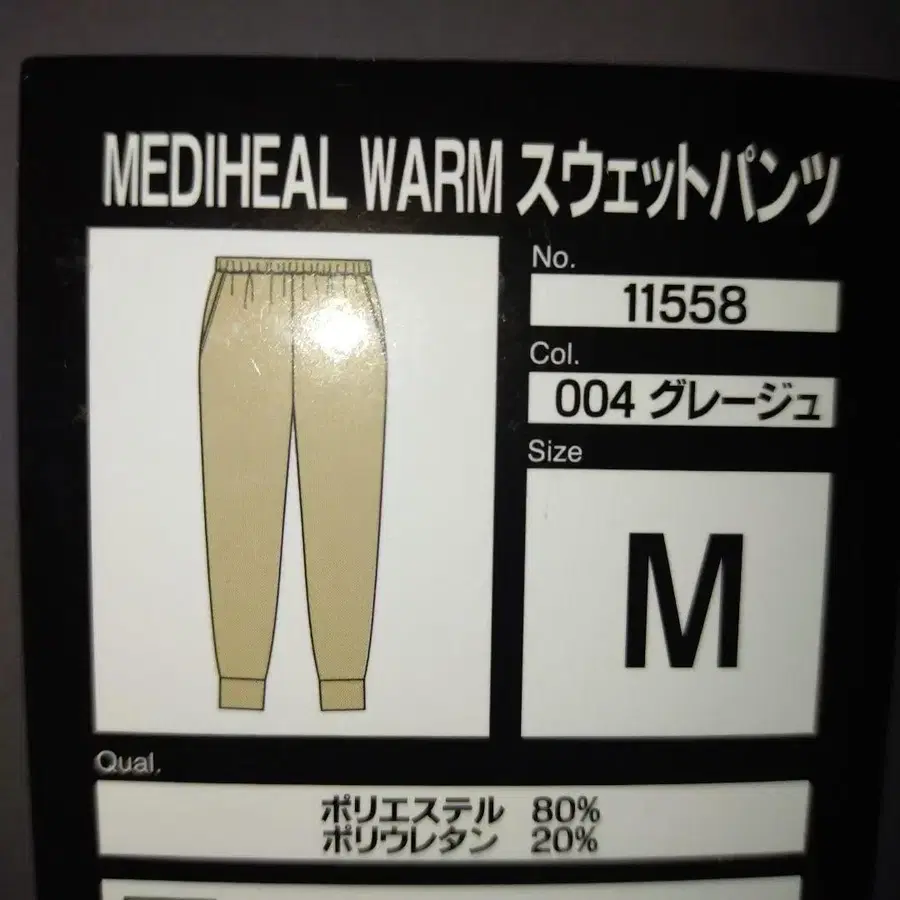 MEDIHEAL WARM スウェットパンツ
No.
11558
Col.
004 グレージュ
Size
M
Qual.
ポリエステル 80%
ポリウレタン 20%